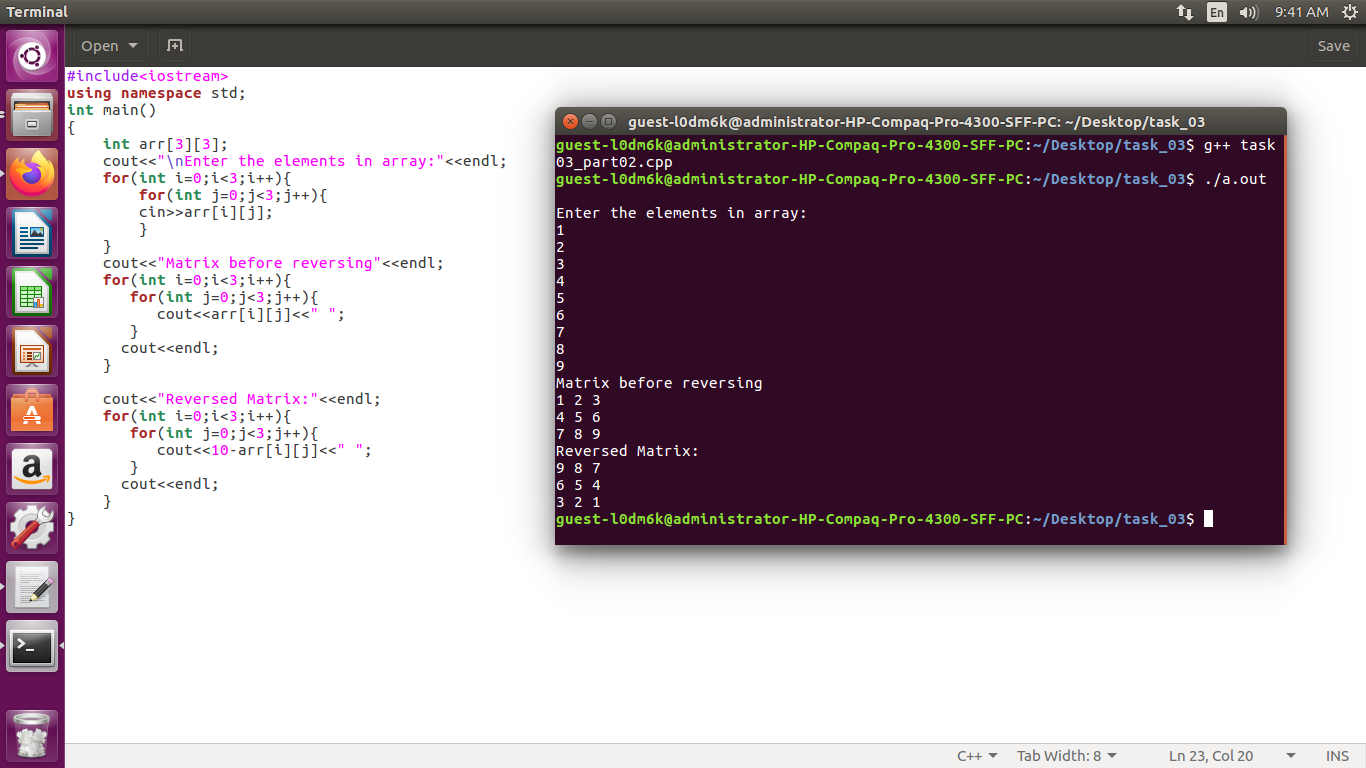 Terminal
En
9:41 AM
Open
Save
#include<iostream>
using namespace std;
int main()
{
    int arr[3][3];
    cout<<"\nEnter the elements in array:"<<endl;
    for(int i=0;i<3;i++){
        for(int j=0;j<3;j++){
        cin>>arr[i][j];
        }
    }
    cout<<"Matrix before reversing"<<endl;
    for(int i=0;i<3;i++){
       for(int j=0;j<3;j++){
          cout<<arr[i][j]<<" ";
       }
      cout<<endl;
    }
    cout<<"Reversed Matrix:"<<endl;
    for(int i=0;i<3;i++){
       for(int j=0;j<3;j++){
          cout<<10-arr[i][j]<<" ";
       }
      cout<<endl;
    }
}
guest-l0dm6k@administrator-HP-Compaq-Pro-4300-SFF-PC: ~/Desktop/task_03
guest-l0dm6k@administrator-HP-Compaq-Pro-4300-SFF-PC:~/Desktop/task_03$ g++ task
03_part02.cpp
guest-l0dm6k@administrator-HP-Compaq-Pro-4300-SFF-PC:~/Desktop/task_03$ ./a.out
Enter the elements in array:
1
2
3
4
5
6
7
8
9
Matrix before reversing
1 2 3
4 5 6
7 8 9
Reversed Matrix:
9 8 7
6 5 4
3 2 1
guest-l0dm6k@administrator-HP-Compaq-Pro-4300-SFF-PC:~/Desktop/task_03$
C++
Tab Width: 8
Ln 23, Col 20
INS